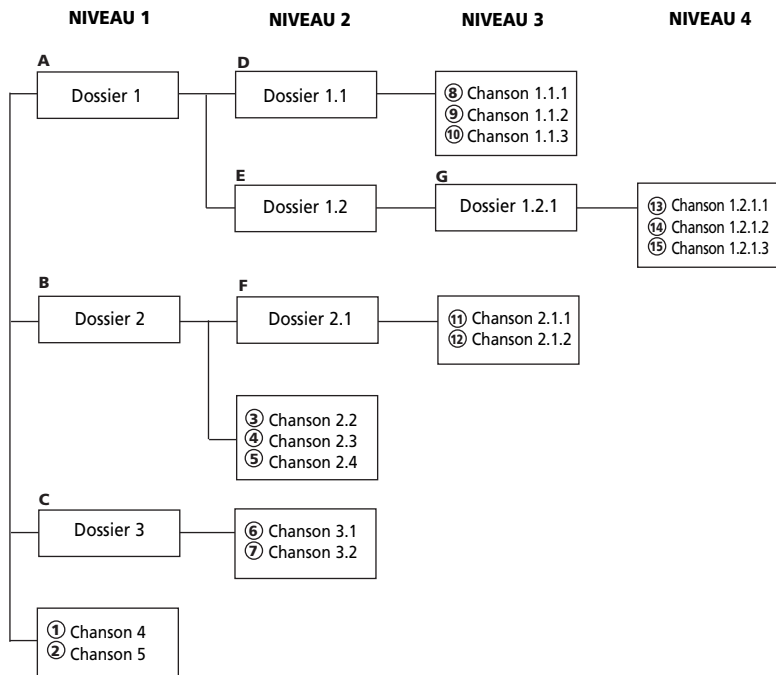 NIVEAU 1 NIVEAU 2 NIVEAU 3 NIVEAU 4
A
Dossier 1
D
Dossier 1.1
8 Chanson 1.1.1
9 Chanson 1.1.2
10 Chanson 1.1.3
E
Dossier 1.2
G
Dossier 1.2.1
13 Chanson 1.2.1.1
14 Chanson 1.2.1.2
15 Chanson 1.2.1.3
B
Dossier 2
F
Dossier 2.1
11 Chanson 2.1.1
12 Chanson 2.1.2
3 Chanson 2.2
4 Chanson 2.3
5 Chanson 2.4
C
Dossier 3
6 Chanson 3.1
7 Chanson 3.2
1 Chanson 4
2 Chanson 5